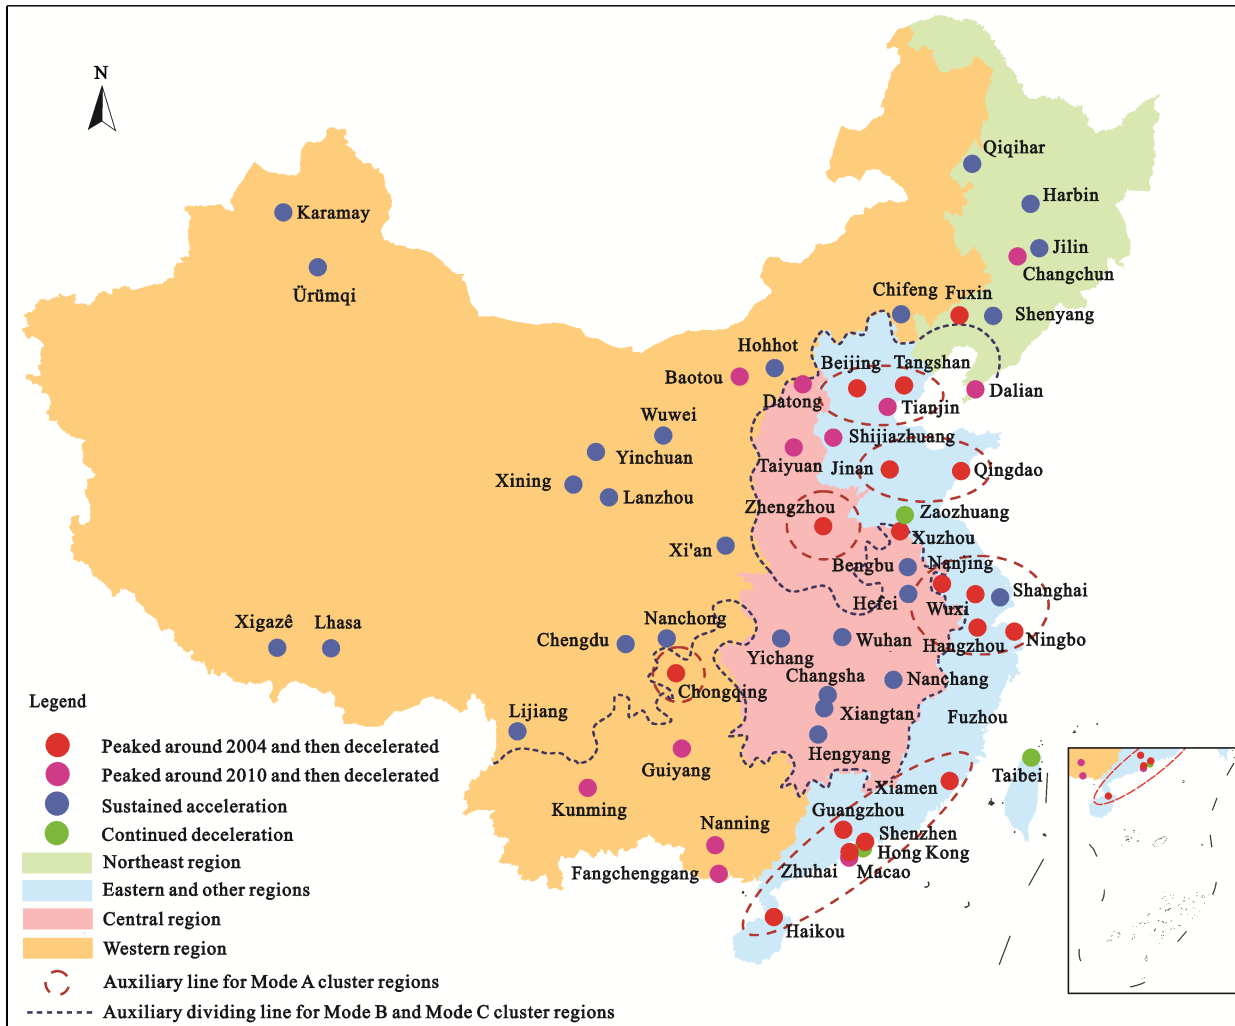 N
Qiqihar
Harbin
Karamay
Jilin
Changchun
Ürümqi
Chifeng
Fuxin
Shenyang
Hohhot
Beijing
Tangshan
Baotou
Datong
Dalian
Tianjin
Wuwei
Shijiazhuang
Yinchuan
Taiyuan
Jinan
Qingdao
Xining
Lanzhou
Zhengzhou
Zaozhuang
Xuzhou
Xi'an
Bengbu
Nanjing
Hefei
Wuxi
Shanghai
Xigazê
Lhasa
Nanchong
Chengdu
Yichang
Wuhan
Hangzhou
Ningbo
Changsha
Nanchang
Chongqing
Lijiang
Xiangtan
Fuzhou
Hengyang
Guiyang
Taibei
Kunming
Xiamen
Guangzhou
Nanning
Shenzhen
Hong Kong
Fangchenggang
Zhuhai
Macao
Haikou
Legend
Peaked around 2004 and then decelerated
Peaked around 2010 and then decelerated
Sustained acceleration
Continued deceleration
Northeast region
Eastern and other regions
Central region
Western region
Auxiliary line for Mode A cluster regions
Auxiliary dividing line for Mode B and Mode C cluster regions